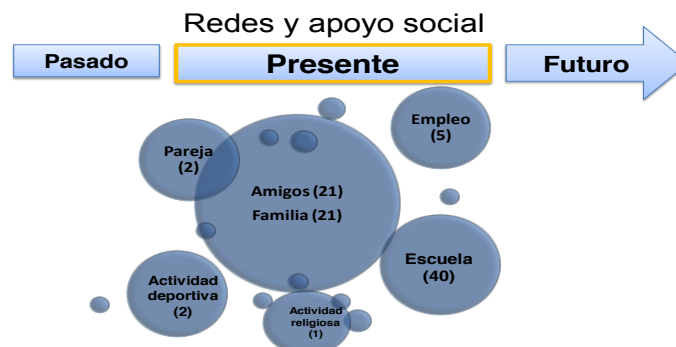 Redes y apoyo social
Pasado
Presente
Futuro
Empleo
(5)
Pareja
(2)
Amigos (21)
Familia (21)
Escuela
(40)
Actividad
deportiva
(2)
Actividad
religiosa
(1)